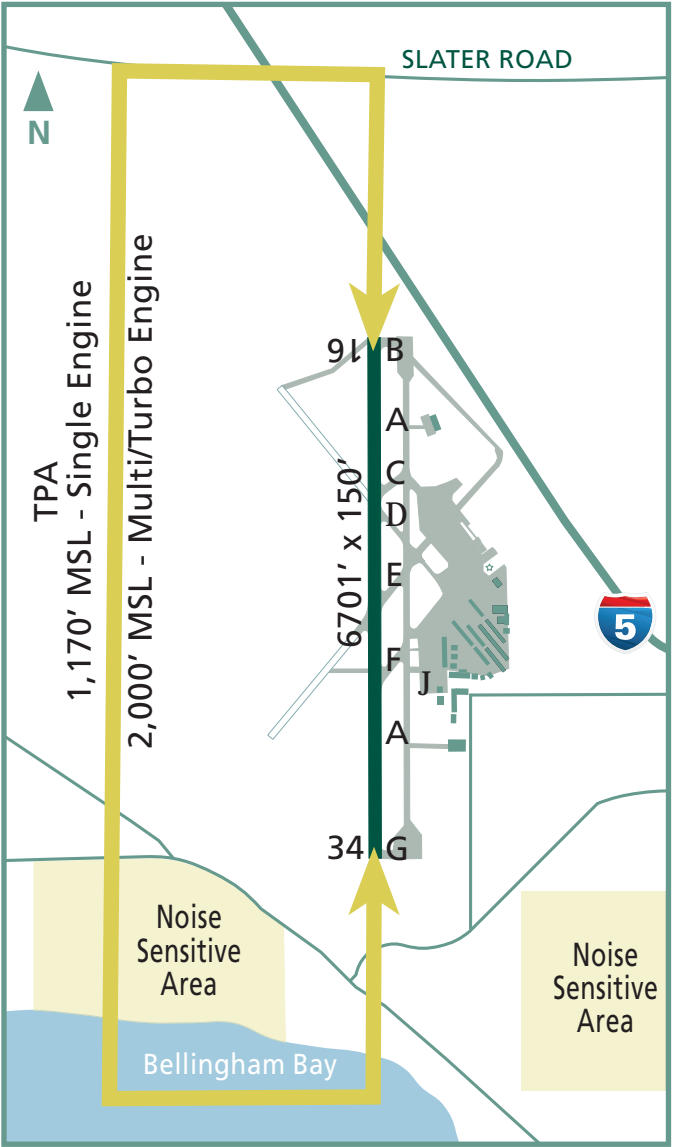 SLATER ROAD
N
TPA
1,170’ MSL - Single Engine
2,000’ MSL - Multi/Turbo Engine
16
B
A
C
D
6701’ x 150’
E
5
F
J
A
34
G
Noise
Sensitive
Area
Noise
Sensitive
Area
Bellingham Bay